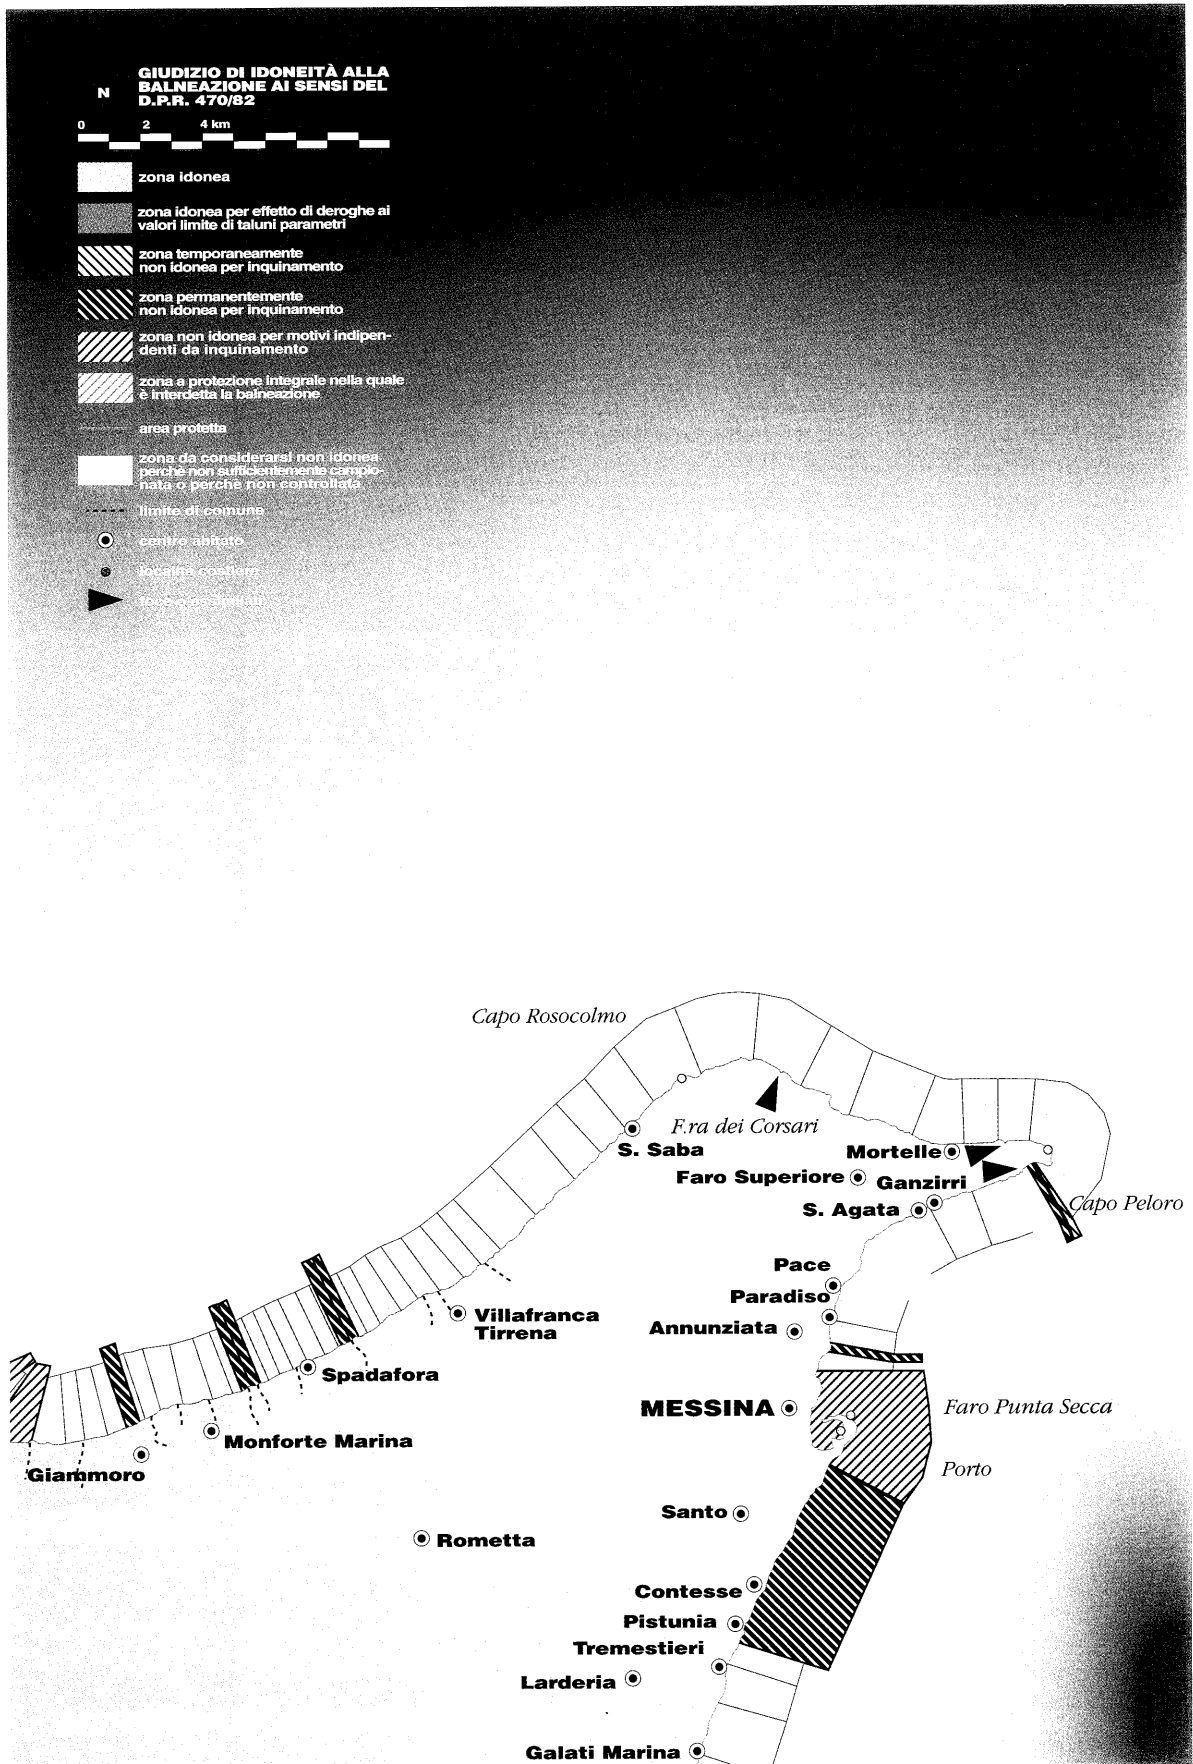 GIUDIZIO DI IDONEITÀ ALLA
BALNEAZIONE AI SENSI DEL
D.P.R. 470/82
N
0 2 4 km
zona idonea
zona idonea per effetto di deroghe ai
valori limite di taluni parametri
zona temporaneamente
non idonea per inquinamento
zona permanentemente
non idonea per inquinamento
zona non idonea per motivi indipen-
denti da inquinamento
zona a protezione integrale nella quale
è interdetta la balneazione
area protetta
zona da considerarsi non idonea
perchè non sufficientemente campio-
nata o perchè non controllata
limite di comune
centro abitato
località costiera
Capo Rosocolmo
F.ra dei Corsari
S. Saba
Mortelle
Faro Superiore
Ganzirri
S. Agata
Capo Peloro
Pace
Paradiso
Annunziata
Villafranca
Tirrena
Spadafora
MESSINA
Faro Punta Secca
Monforte Marina
Giammoro
Porto
Santo
Rometta
Contesse
Pistunia
Tremestieri
Larderia
Galati Marina